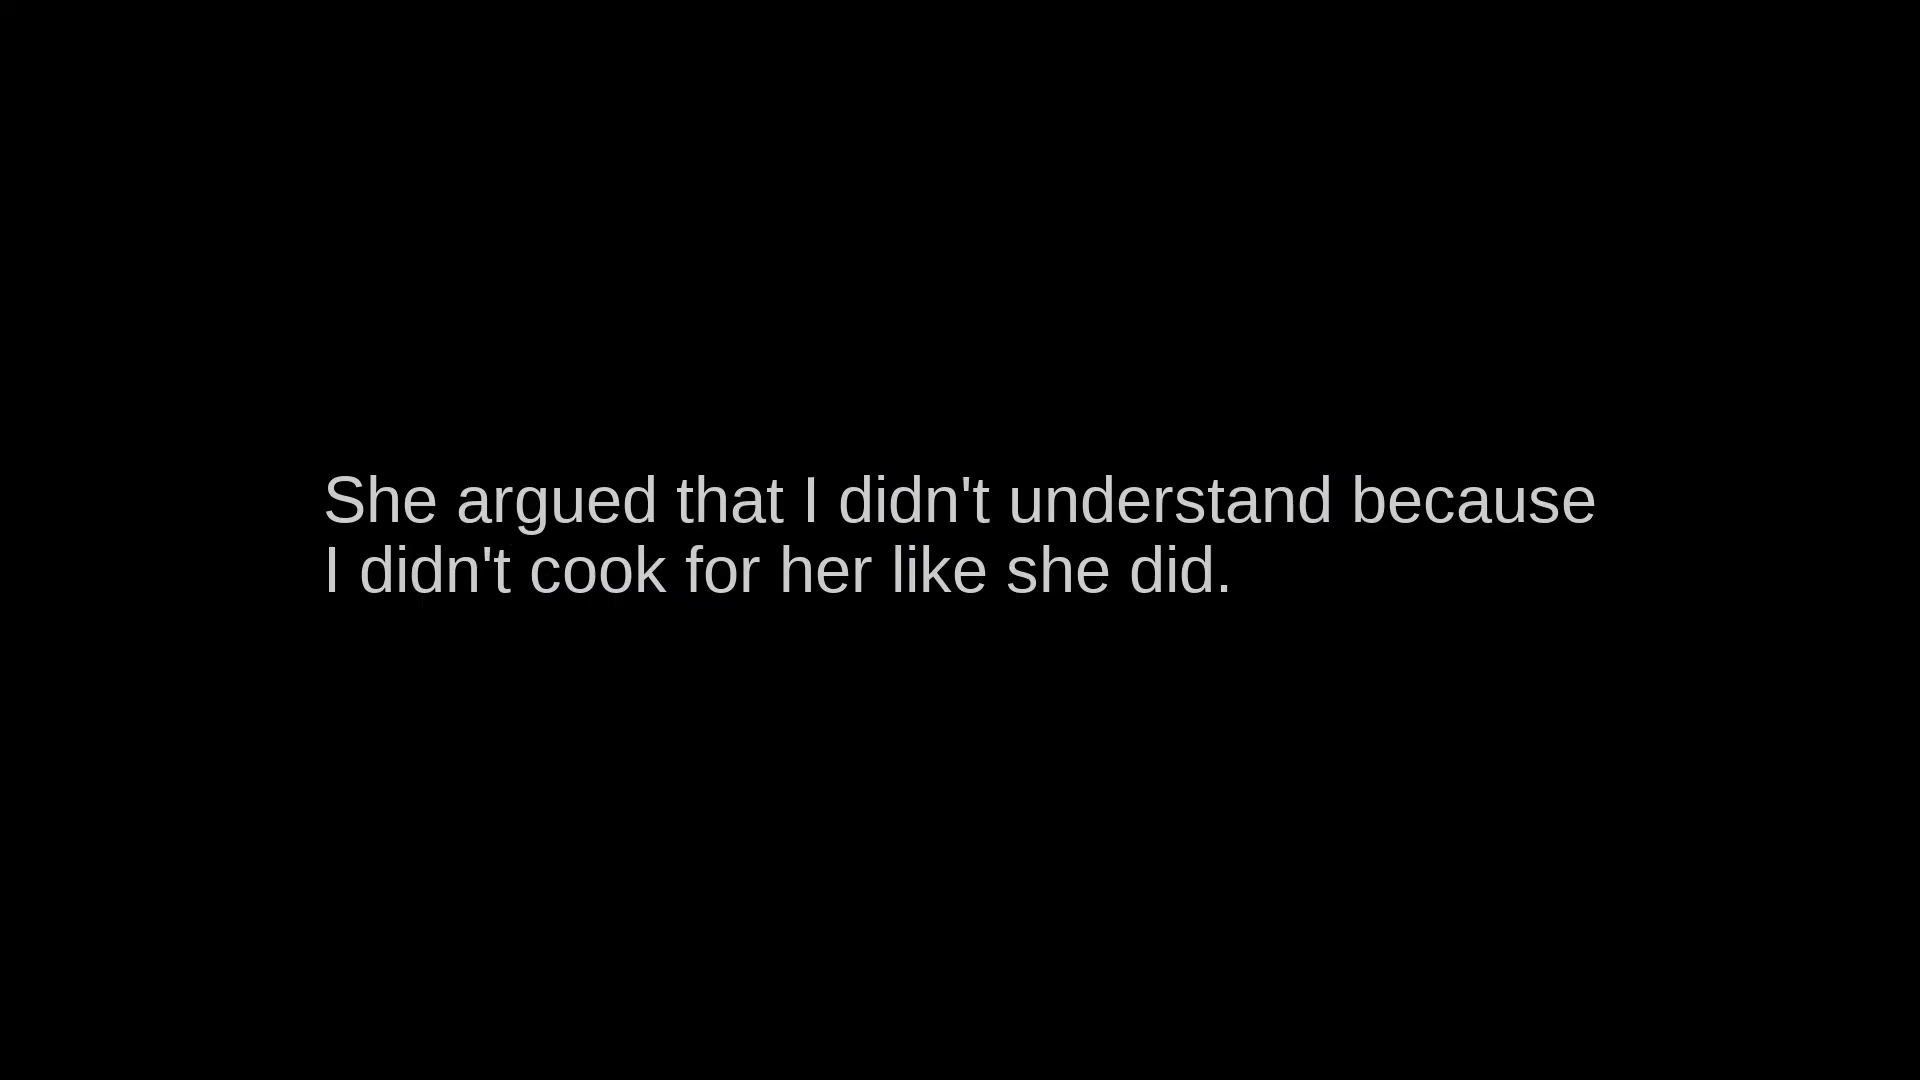 She argued that I didn't understand because
I didn't cook for her like she did.